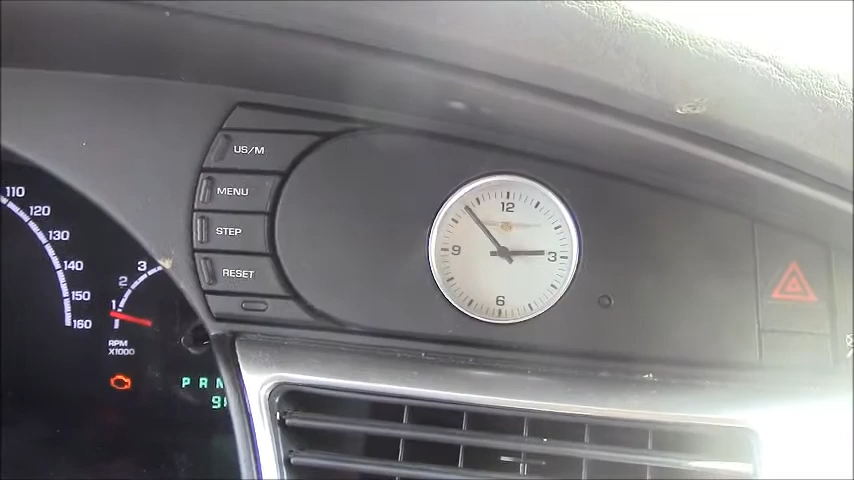 US/M
MENU
STEP
RESET
110
120
130
140
150
160
1
2
3
RPM
X1000
P R N
12
3
6
9